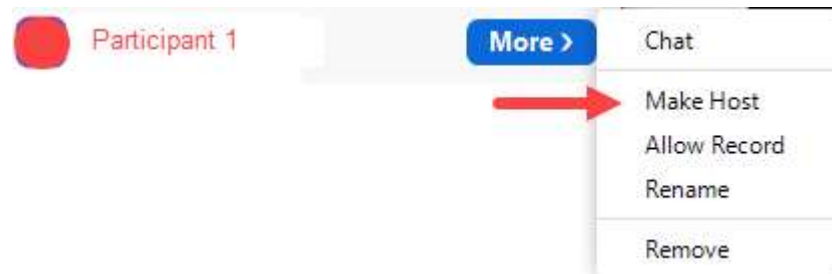 Participant 1
More >
Chat
Make Host
Allow Record
Rename
Remove